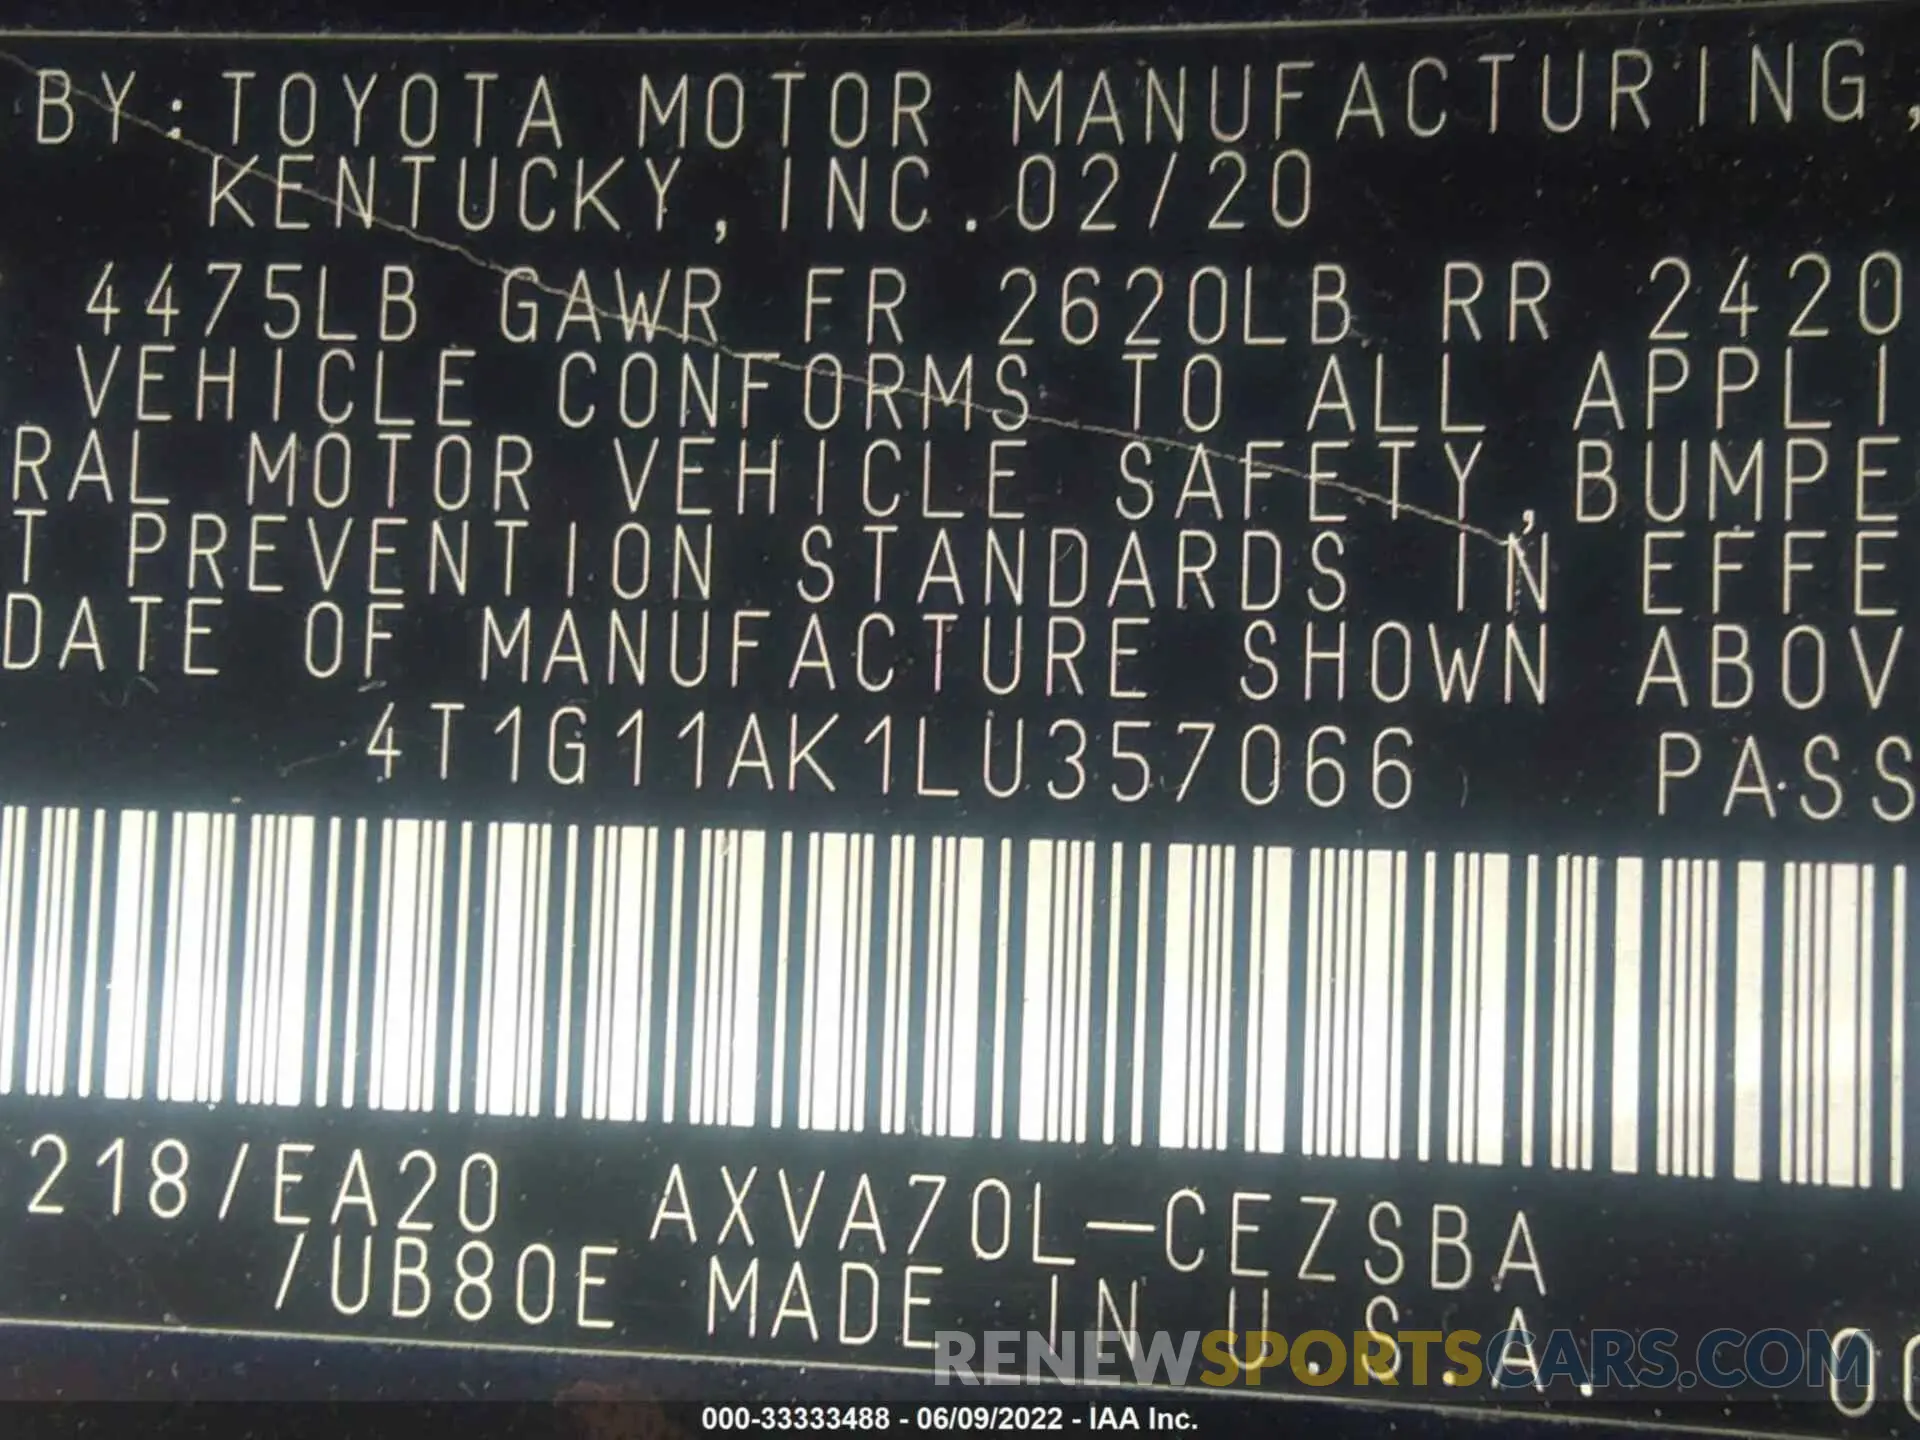 BY:TOYOTA MOTOR MANUFACTURING,
KENTUCKY,INC.02/20
4475LB GAWR FR 2620LB RR 2420
VEHICLE CONFORMS TO ALL APPLI
RAL MOTOR VEHICLE SAFETY,BUMPE
T PREVENTION STANDARDS IN EFFE
DATE OF MANUFACTURE SHOWN ABOV
4T1G11AK1LU357066 PASS
218/EA20 AXVA70L-CEZSBA
/UB80E MADE IN U.S.A. 00
RENEWSPORTSCARS.COM
000-33333488 - 06/09/2022 - IAA Inc.